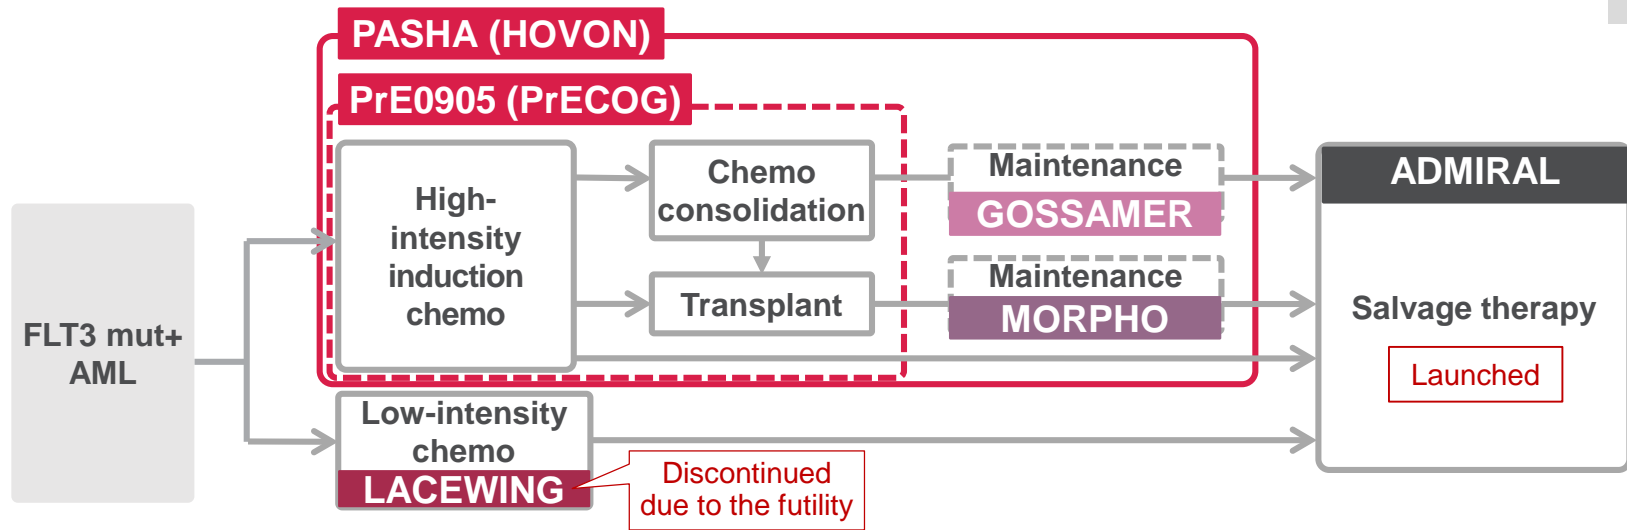 PASHA (HOVON)
PrE0905 (PrECOG)
FLT3 mut+
AML
High-
intensity
induction
chemo
Chemo
consolidation
Transplant
Maintenance
GOSSAMER
Maintenance
MORPHO
ADMIRAL
Salvage therapy
Launched
Low-intensity
chemo
LACEWING
Discontinued
due to the futility